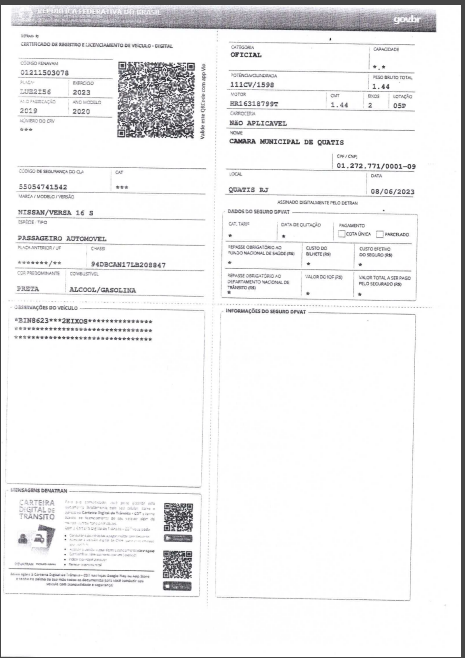 REPÚBLICA FEDERATIVA DO BRASIL
gov.br
CERTIFICADO DE REGISTRO E LICENCIAMENTO DE VEÍCULO - DIGITAL
CÓDIGO RENAVAM
01211503078
PLACA EXERCÍCIO
2023
ANO FABRICAÇÃO ANO MODELO
2019 2020
NÚMERO DO CRV
***
Valide este QRCode com app Vio
CÓDIGO DE SEGURANÇA DO CLA CAT
55054741542 ***
MARCA / MODELO / VERSÃO
NISSAN/VERSA 16 S
ESPÉCIE / TIPO
PASSAGEIRO AUTOMOVEL
PLACA ANTERIOR / UF CHASSI
*******/** 94DBCAN17LB208847
COR PREDOMINANTE COMBUSTÍVEL
PRETA ALCOOL/GASOLINA
CATEGORIA CAPACIDADE
OFICIAL *.*
POTÊNCIA/CILINDRADA PESO BRUTO TOTAL
111CV/1598 1.44
MOTOR CMT EIXOS LOTAÇÃO
HR16318799T 1.44 2 05P
CARROCERIA
NÃO APLICAVEL
NOME
CAMARA MUNICIPAL DE QUATIS
CPF / CNPJ
01.272.771/0001-09
LOCAL DATA
QUATIS RJ 08/06/2023
ASSINADO DIGITALMENTE PELO DETRAN
DADOS DO SEGURO DPVAT
CAT. TARIF DATA DE QUITAÇÃO PAGAMENTO
* * COTA ÚNICA PARCELADO
REPASSE OBRIGATÓRIO AO FUNDO NACIONAL DE SAÚDE (R$) CUSTO DO BILHETE (R$) CUSTO EFETIVO DO SEGURO (R$)
* * *
REPASSE OBRIGATÓRIO AO DEPARTAMENTO NACIONAL DE TRÂNSITO (R$) VALOR DO IOF (R$) VALOR TOTAL A SER PAGO PELO SEGURADO (R$)
* * *
OBSERVAÇÕES DO VEÍCULO
*BIN8623***2EIXOS***************
********************************
********************************
INFORMAÇÕES DO SEGURO DPVAT
MENSAGENS DENATRAN
CARTEIRA
DIGITAL DE
TRÂNSITO